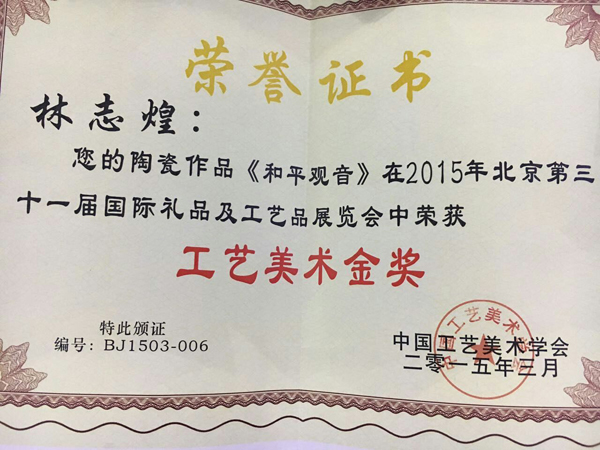 荣誉证书
林志煌：
您的陶瓷作品《和平观音》在2015年北京第三
十一届国际礼品及工艺品展览会中荣获
工艺美术金奖
特此颁证
编号：BJ1503-006
中国工艺美术学会
二零一五年三月